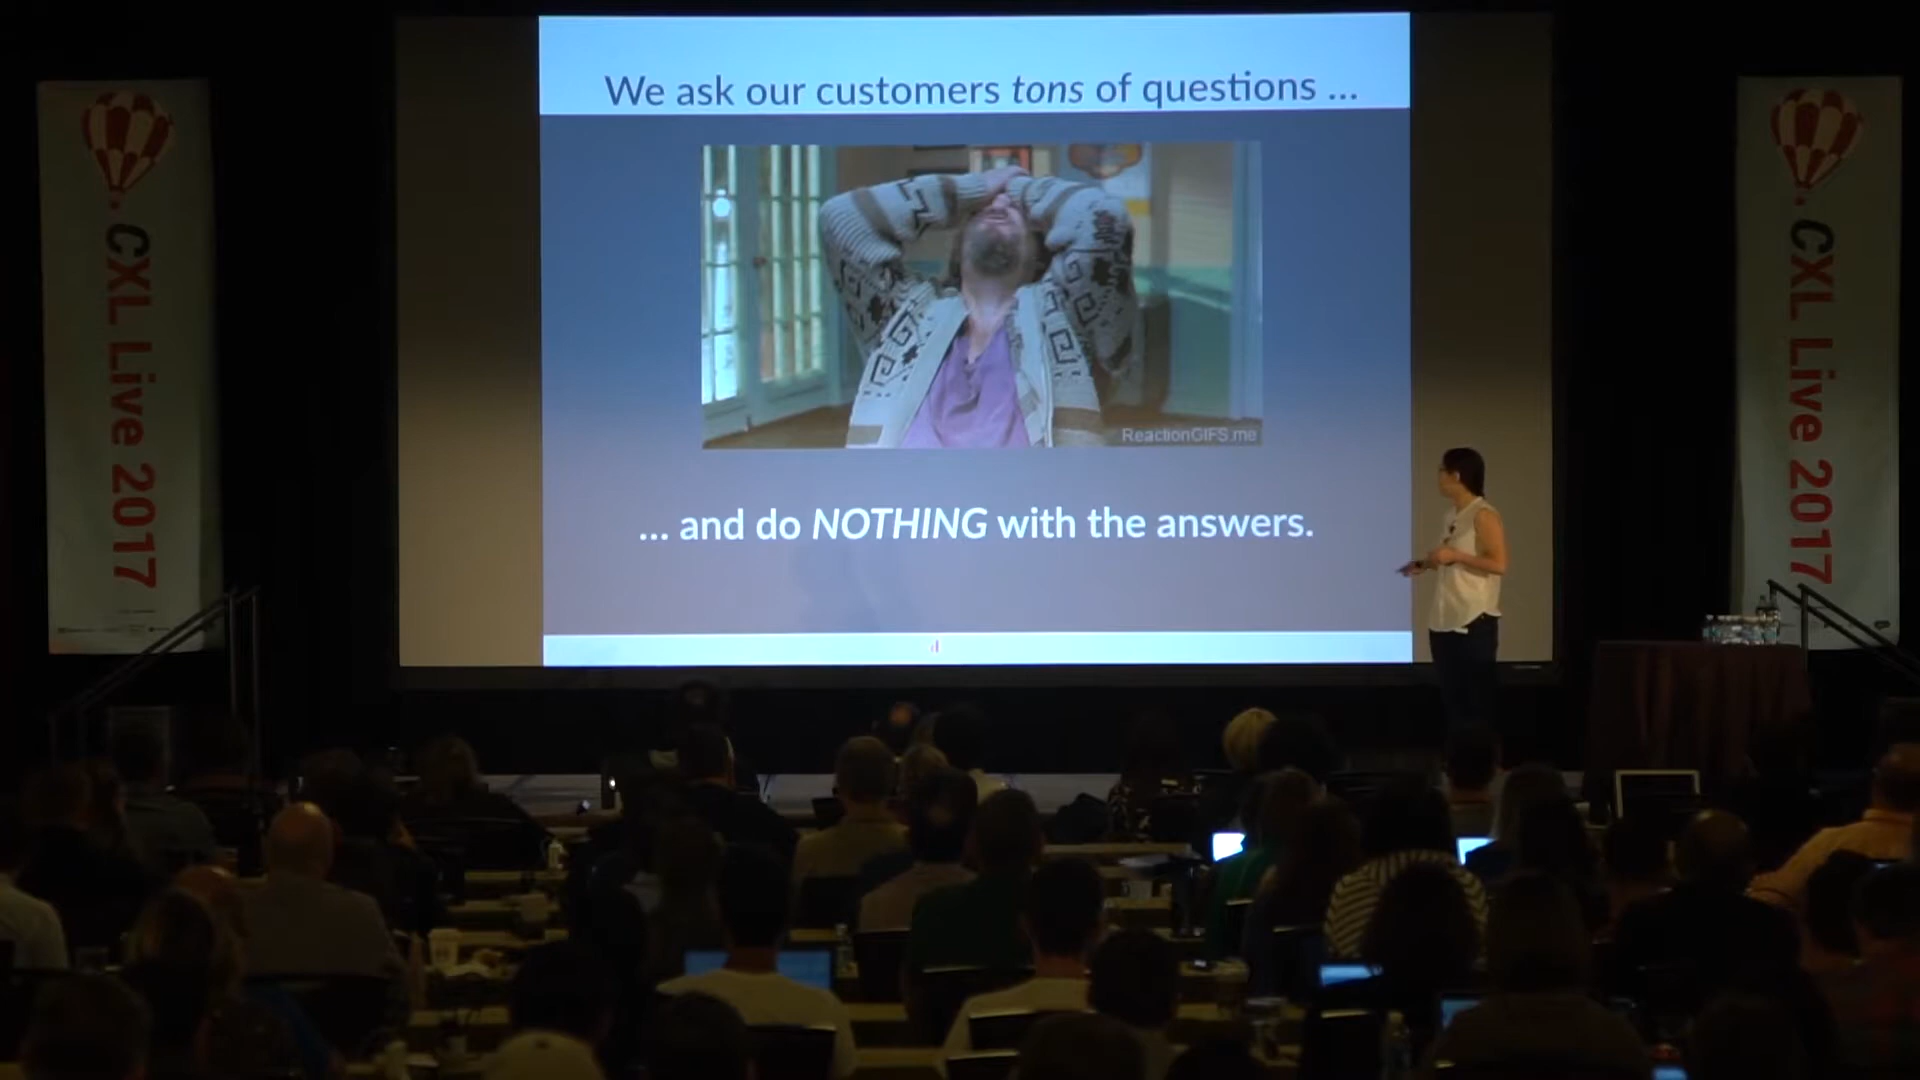 We ask our customers tons of questions ...
ReactionGIFS.me
... and do NOTHING with the answers.
CXL Live 2017
CXL Live 2017